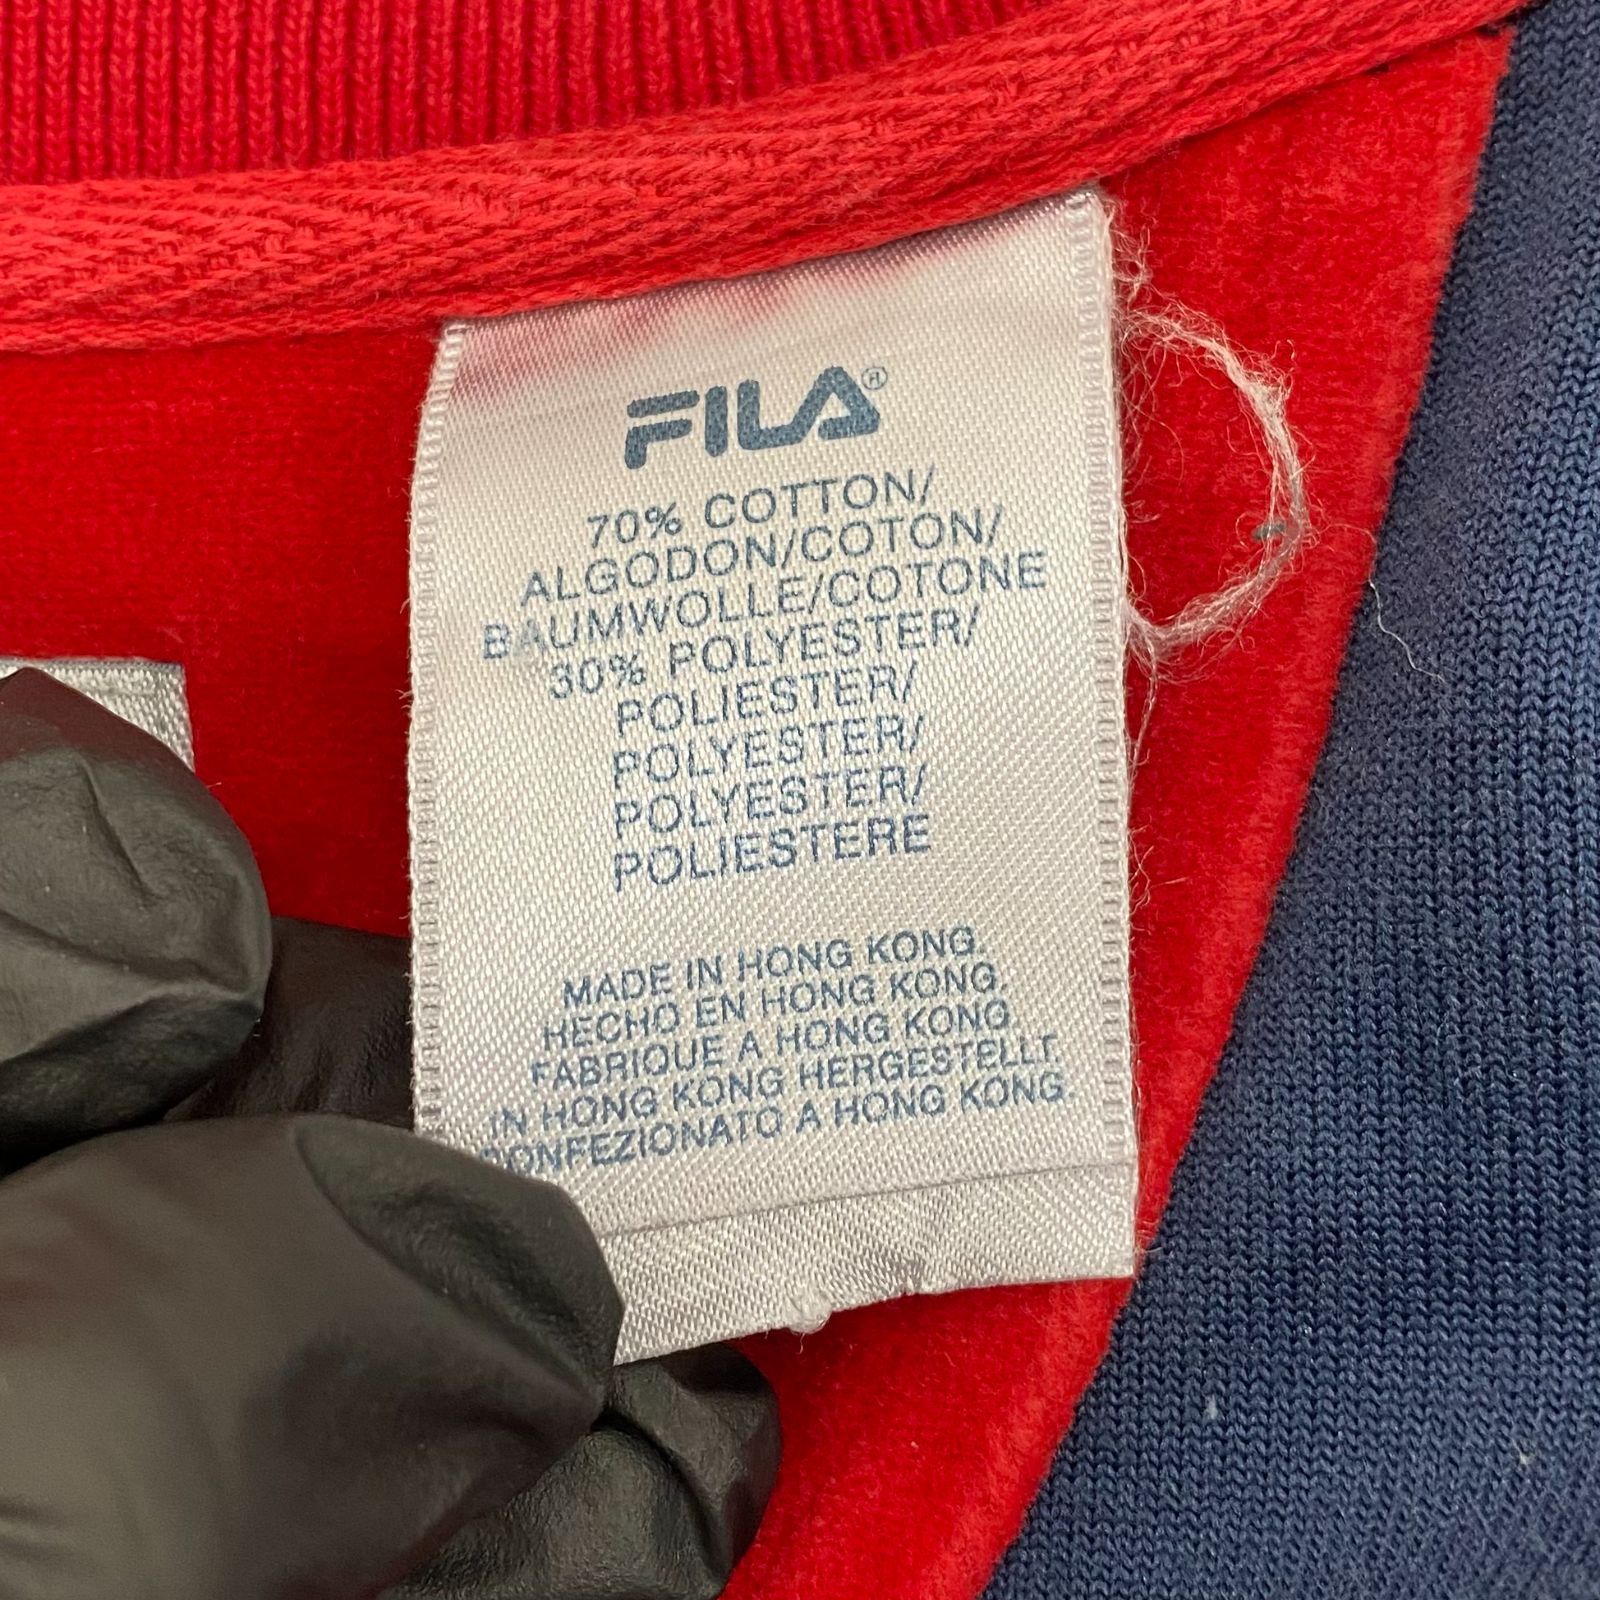 FILA®
70% COTTON/
ALGODON/COTON/
BAUMWOLLE/COTONE
30% POLYESTER/
POLIESTER/
POLYESTER/
POLYESTER/
POLIESTERE
MADE IN HONG KONG.
HECHO EN HONG KONG.
FABRIQUE A HONG KONG.
IN HONG KONG HERGESTELLT.
CONFEZIONATO A HONG KONG.